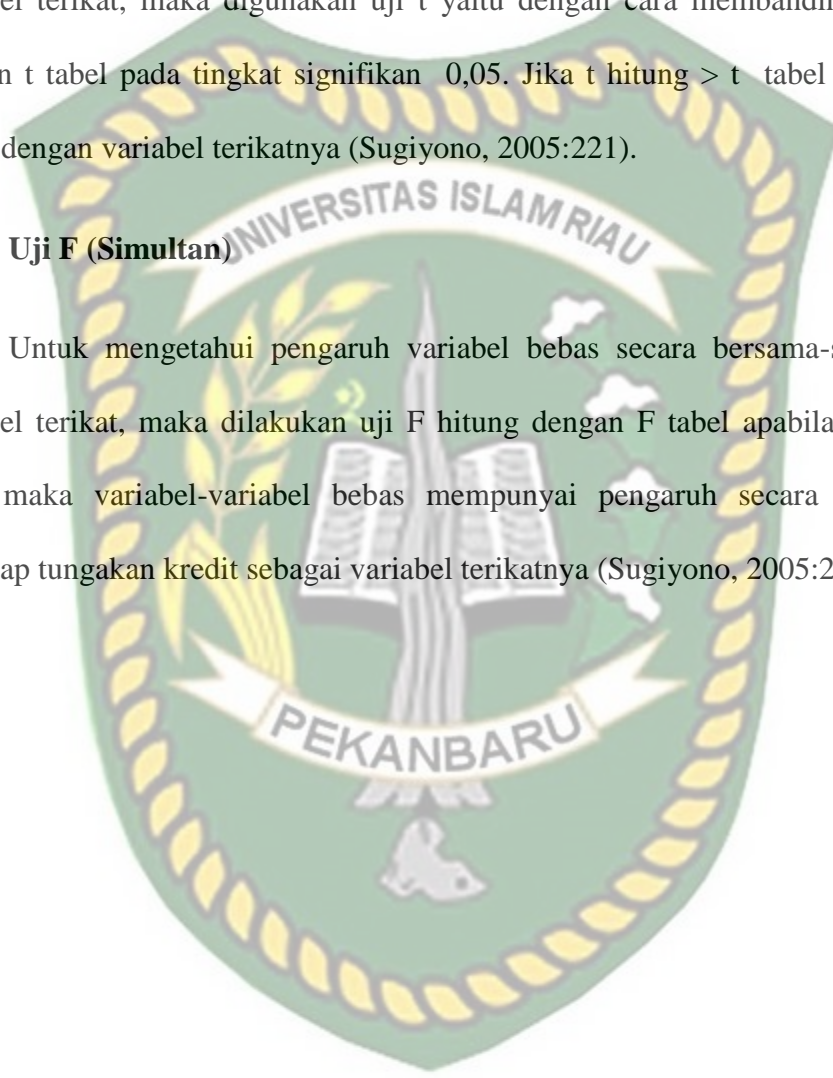 el terikat, maka digunakan uji t yaitu dengan cara membandin
n t tabel pada tingkat signifikan 0,05. Jika t hitung > t tabel
dengan variabel terikatnya (Sugiyono, 2005:221).
UNIVERSITAS ISLAM RIAU
Uji F (Simultan)
Untuk mengetahui pengaruh variabel bebas secara bersama-s
el terikat, maka dilakukan uji F hitung dengan F tabel apabila
maka variabel-variabel bebas mempunyai pengaruh secara
ap tungakan kredit sebagai variabel terikatnya (Sugiyono, 2005:2
PEKANBARU